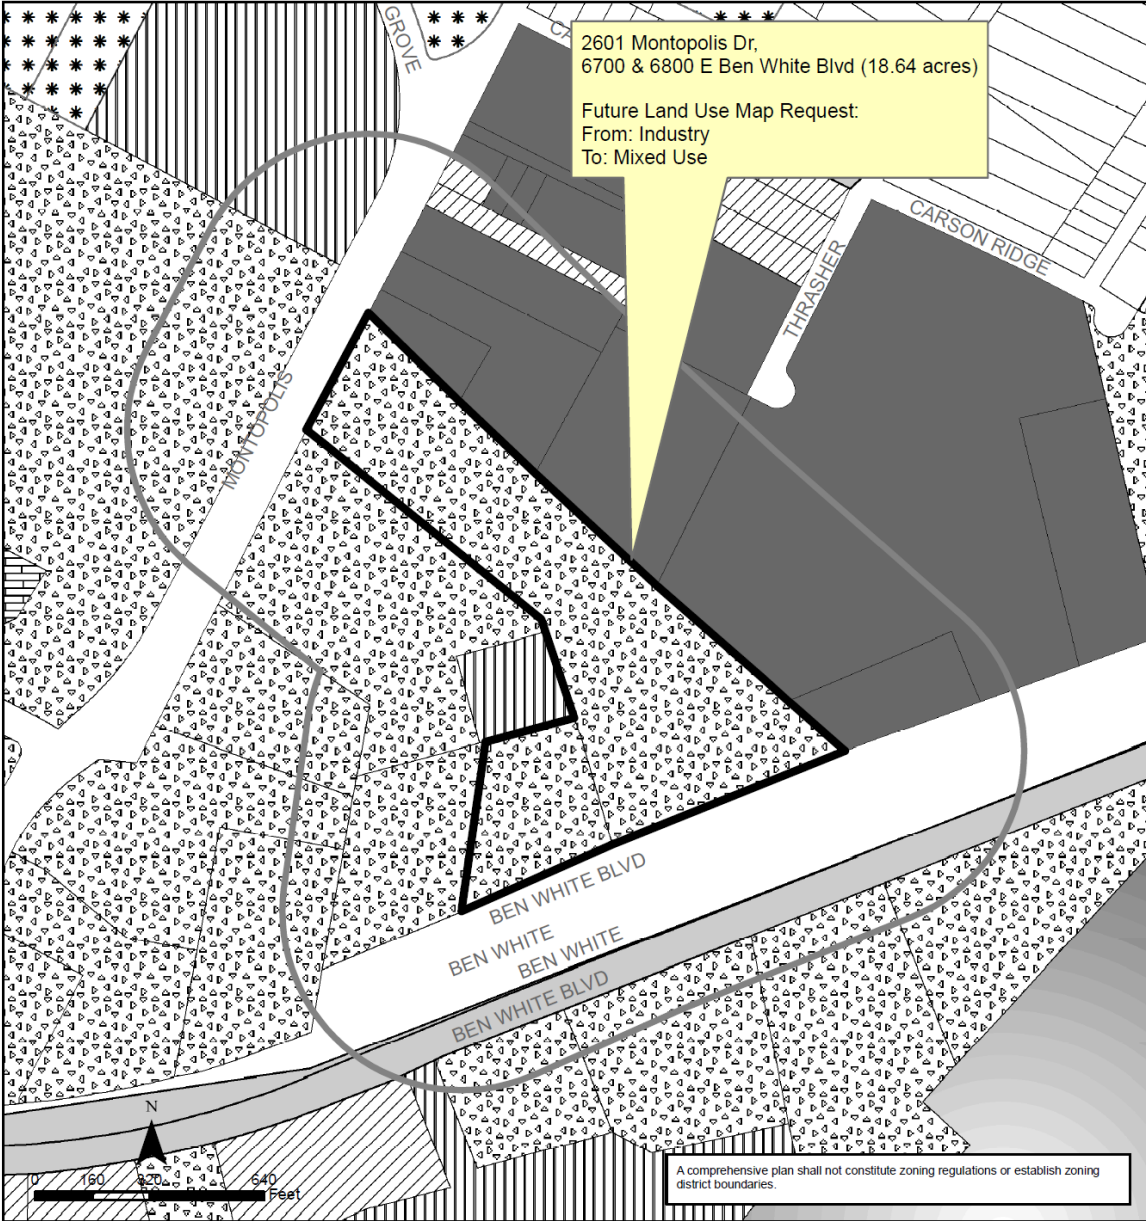 GROVE
2601 Montopolis Dr,
6700 & 6800 E Ben White Blvd (18.64 acres)
Future Land Use Map Request:
From: Industry
To: Mixed Use
CARSON RIDGE
THRASHER
MONTOPOLIS
BEN WHITE BLVD
BEN WHITE
BEN WHITE
BEN WHITE BLVD
N
0 160 320 640
Feet
A comprehensive plan shall not constitute zoning regulations or establish zoning
district boundaries.